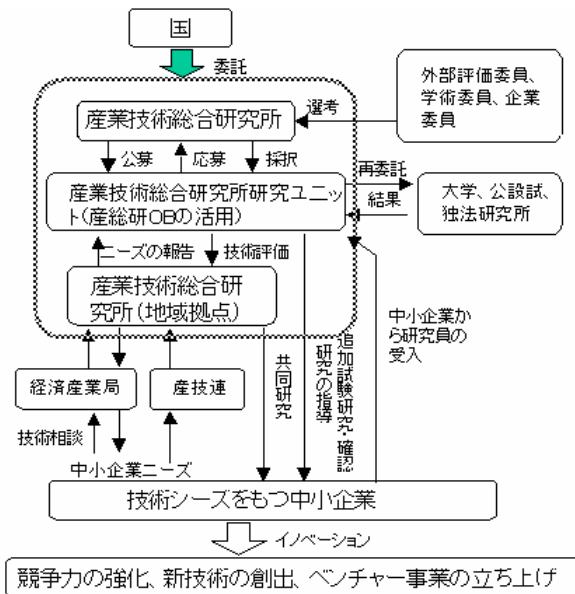 国
委託
外部評価委員、
学術委員、企業
委員
産業技術総合研究所
選考
公募
応募
採択
再委託
産業技術総合研究所研究ユニッ
ト(産総研OBの活用)
結果
大学、公設試、
独法研究所
ニーズの報告
技術評価
産業技術総合研
究所(地域拠点)
中小企業か
ら研究員の
受入
経済産業局
産技連
共同研究
追加試験研究・確認
研究の指導
技術相談
中小企業ニーズ
技術シーズをもつ中小企業
イノベーション
競争力の強化、新技術の創出、ベンチャー事業の立ち上げ